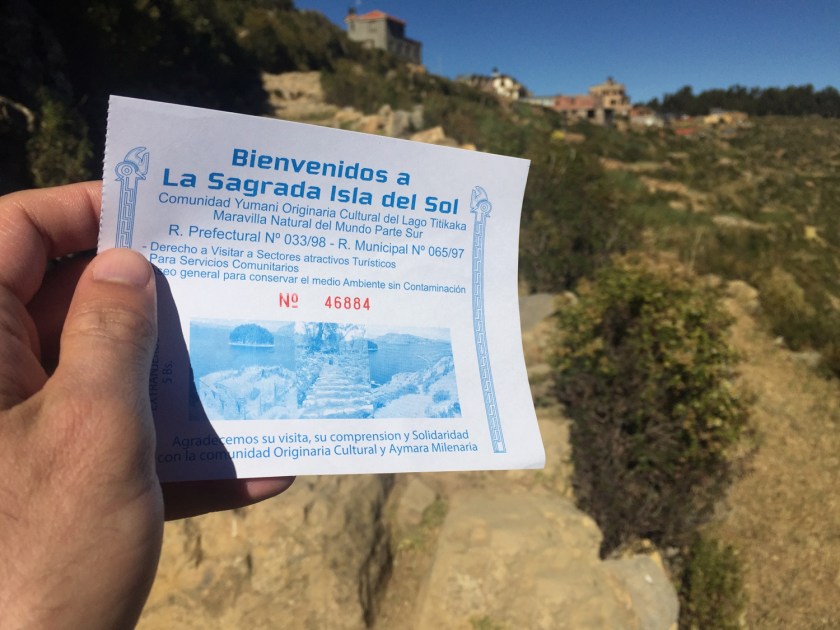 Bienvenidos a
La Sagrada Isla del Sol
Comunidad Yumani Originaria Cultural del Lago Titikaka
Maravilla Natural del Mundo Parte Sur
R. Prefectural Nº 033/98 - R. Municipal Nº 065/97
- Derecho a Visitar a Sectores atractivos Turísticos
Para Servicios Comunitarios
general para conservar el medio Ambiente sin Contaminación
Nº 46884
5 Bs.
Agradecemos su visita, su comprension y Solidaridad
con la comunidad Originaria Cultural y Aymara Milenaria